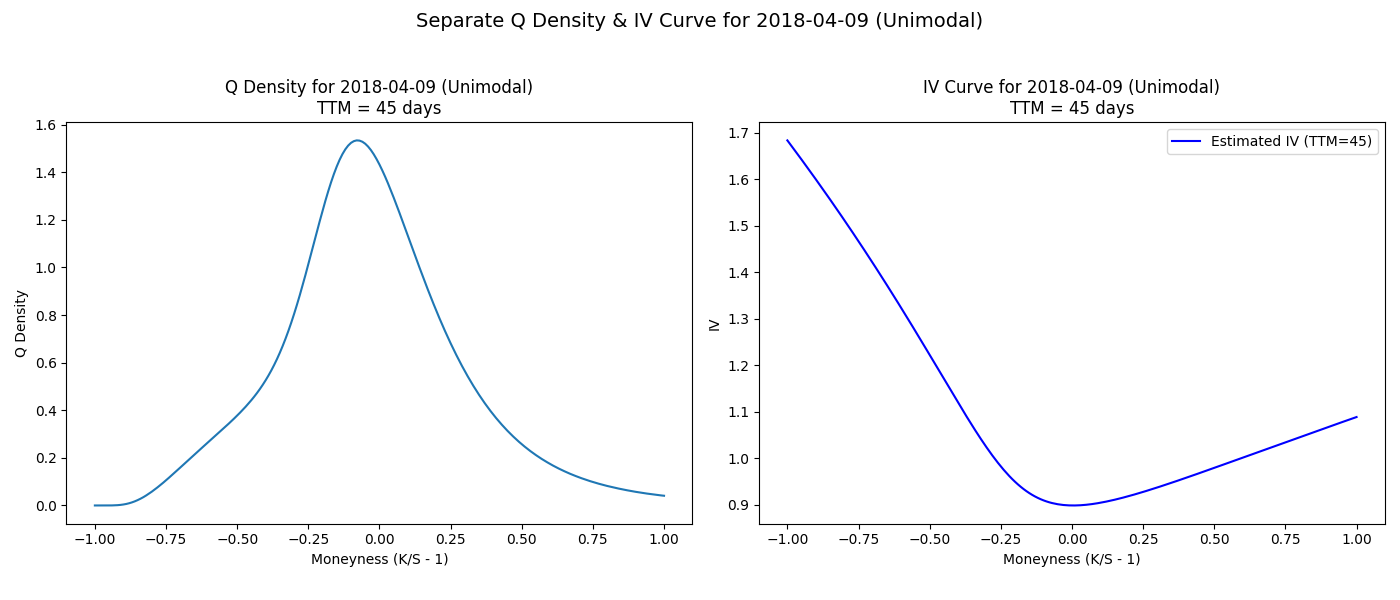 Separate Q Density & IV Curve for 2018-04-09 (Unimodal)
Q Density for 2018-04-09 (Unimodal)
TTM = 45 days
1.6
1.4
1.2
1.0
0.8
0.6
0.4
0.2
0.0
Q Density
−1.00 −0.75 −0.50 −0.25 0.00 0.25 0.50 0.75 1.00
Moneyness (K/S - 1)
IV Curve for 2018-04-09 (Unimodal)
TTM = 45 days
Estimated IV (TTM=45)
1.7
1.6
1.5
1.4
1.3
1.2
1.1
1.0
0.9
IV
−1.00 −0.75 −0.50 −0.25 0.00 0.25 0.50 0.75 1.00
Moneyness (K/S - 1)